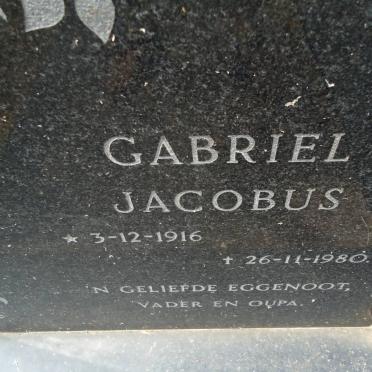 GABRIEL
JACOBUS
★ 3-12-1916
† 26-11-1980
'N GELIEFDE EGGENOOT,
VADER EN OUPA.